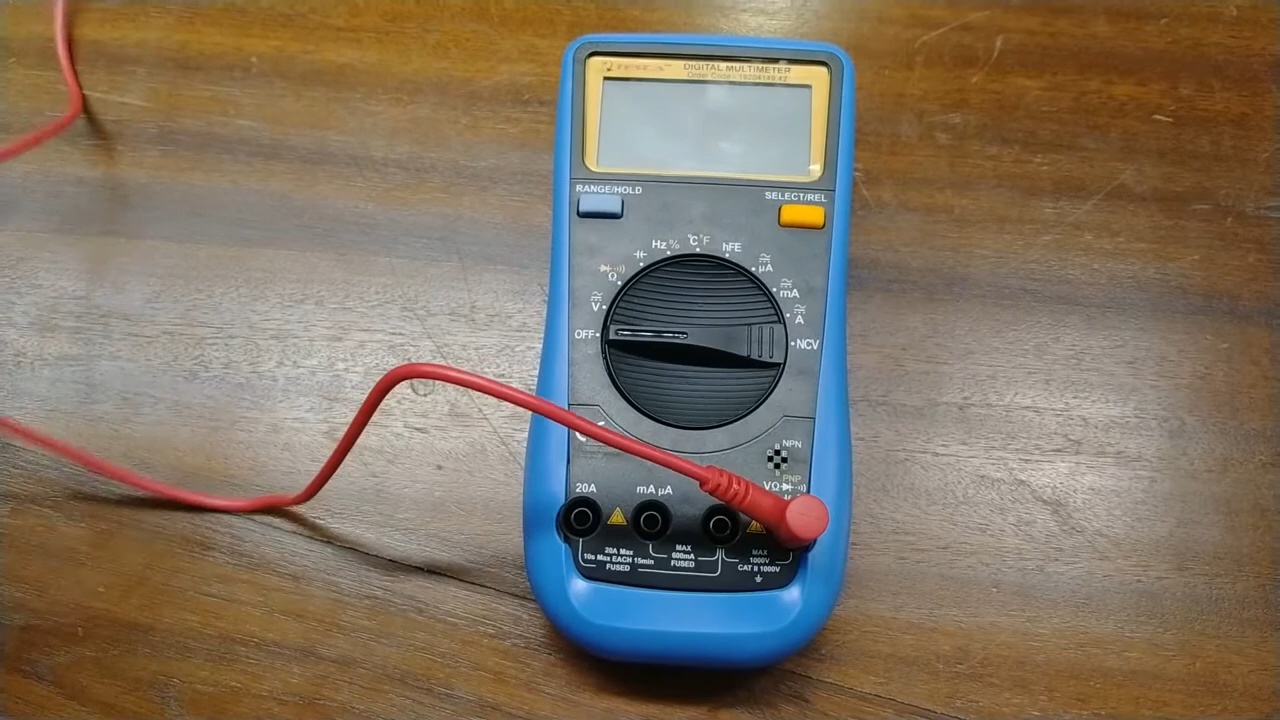 DIGITAL MULTIMETER
RANGE/HOLD
SELECT/REL
Hz %
°C °F
hFE
µA
Ω
mA
V
A
OFF
NCV
NPN
PNP
VΩ
20A
mA µA
20A Max
10s Max EACH 15min
FUSED
MAX
600mA
FUSED
MAX
1000V
CAT II 1000V